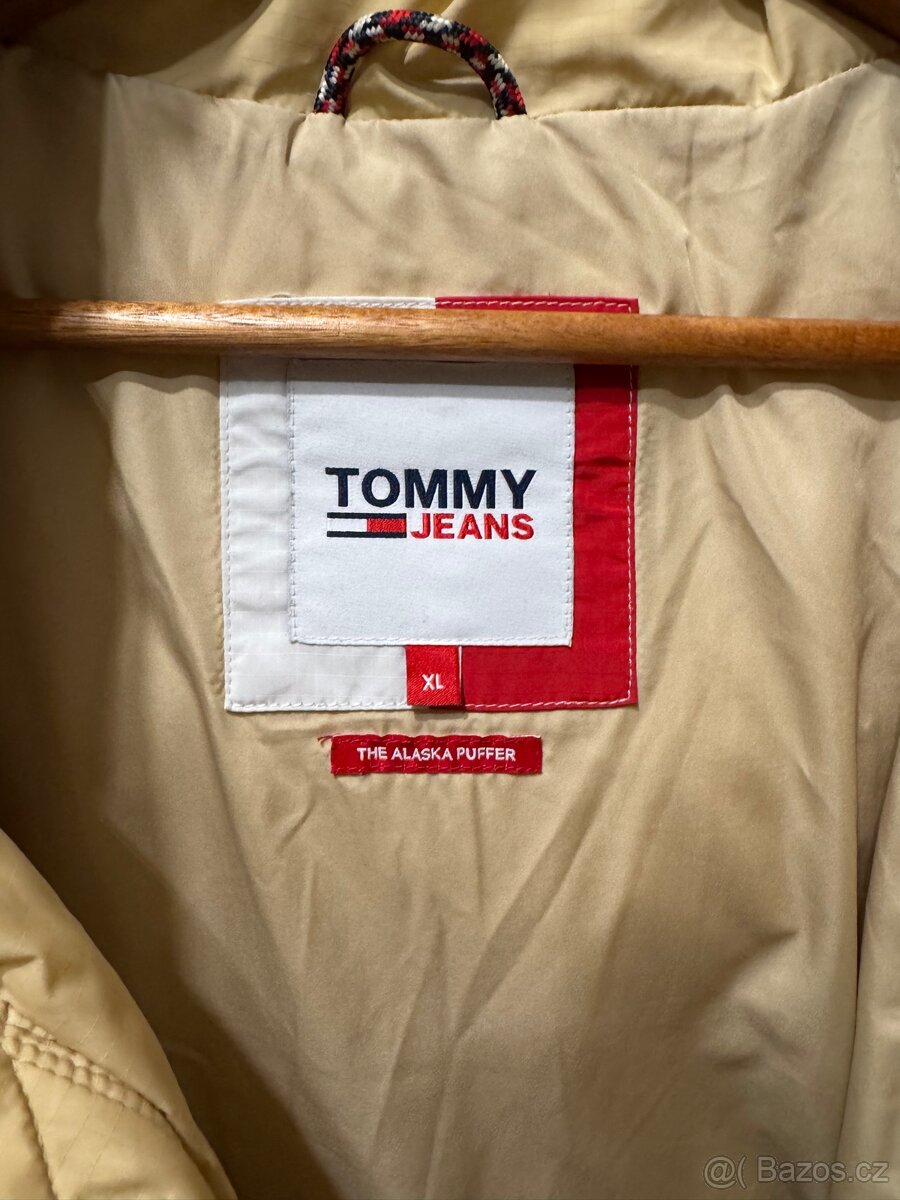 TOMMY
JEANS
XL
THE ALASKA PUFFER
@( Bazos.cz